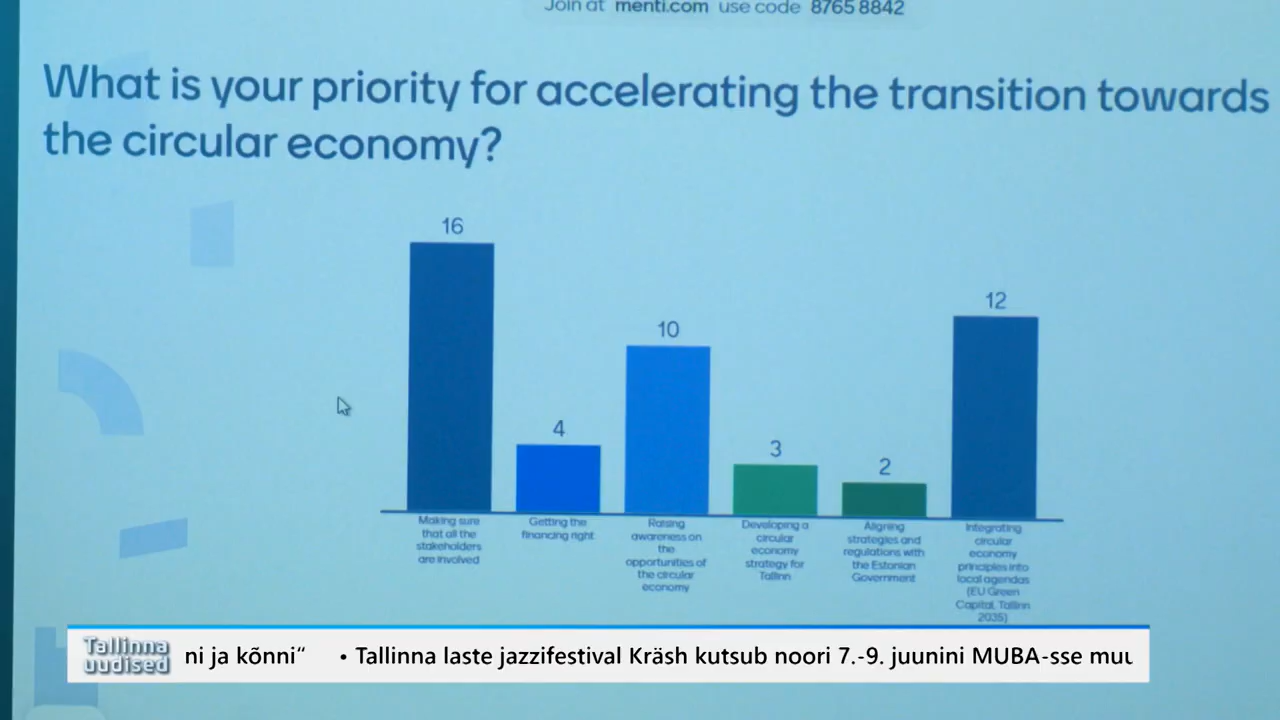 Join at menti.com use code 8765 8842
What is your priority for accelerating the transition towards
the circular economy?
16
4
10
3
2
12
Making sure
that all the
stakeholders
are involved
Getting the
financing right
Raising
awareness on
the
opportunities of
the circular
economy
Developing a
circular
economy
strategy for
Tallinn
Aligning
strategies and
regulations with
the Estonian
Government
Integrating
circular
economy
principles into
local agendas
(EU Green
Capital, Tallinn
2035)
Tallinna
uudised
ni ja kõnni“ • Tallinna laste jazzifestival Kräsh kutsub noori 7.-9. juunini MUBA-sse muu